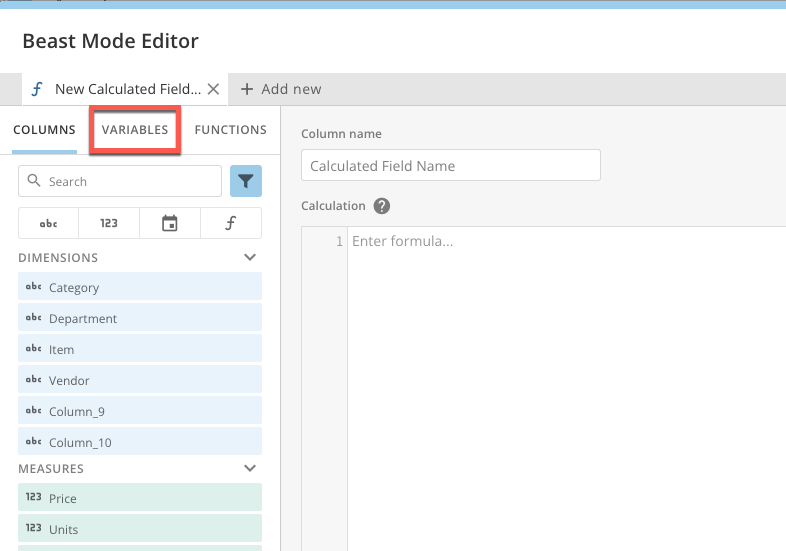 Beast Mode Editor
New Calculated Field... Add new
COLUMNS VARIABLES FUNCTIONS
Search
abc 123
DIMENSIONS
abc Category
abc Department
abc Item
abc Vendor
abc Column_9
abc Column_10
MEASURES
123 Price
123 Units
Column name
Calculated Field Name
Calculation ?
1 Enter formula...